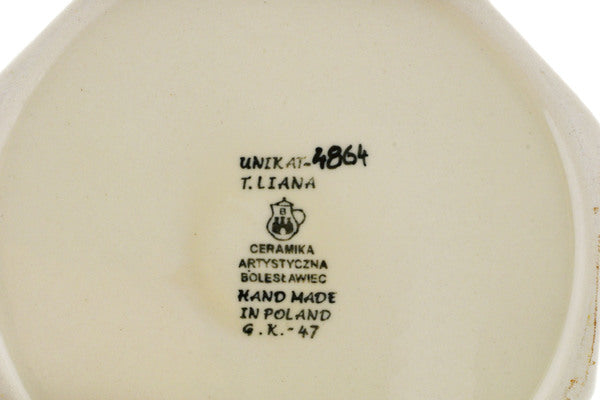 UNIKAT-4864
T. LIANA
B
CERAMIKA
ARTYSTYCZNA
BOLESŁAWIEC
HAND MADE
IN POLAND
G.K.-47